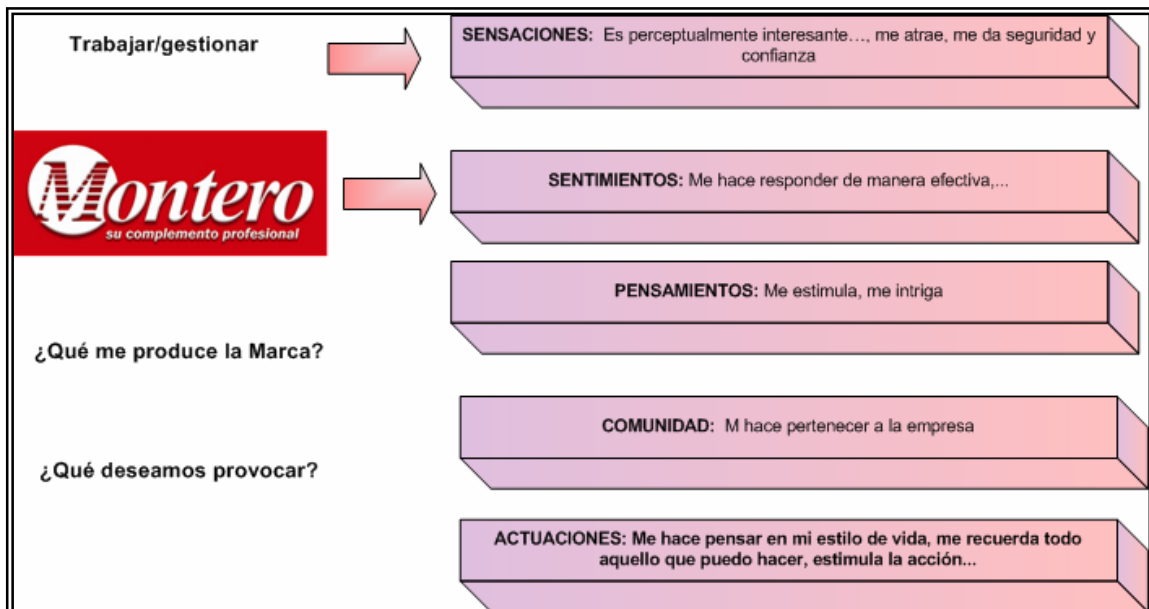 Trabajar/gestionar
SENSACIONES: Es perceptualmente interesante…, me atrae, me da seguridad y
confianza
Montero
su complemento profesional
SENTIMIENTOS: Me hace responder de manera efectiva,...
PENSAMIENTOS: Me estimula, me intriga
¿Qué me produce la Marca?
COMUNIDAD: M hace pertenecer a la empresa
¿Qué deseamos provocar?
ACTUACIONES: Me hace pensar en mi estilo de vida, me recuerda todo
aquello que puedo hacer, estimula la acción...